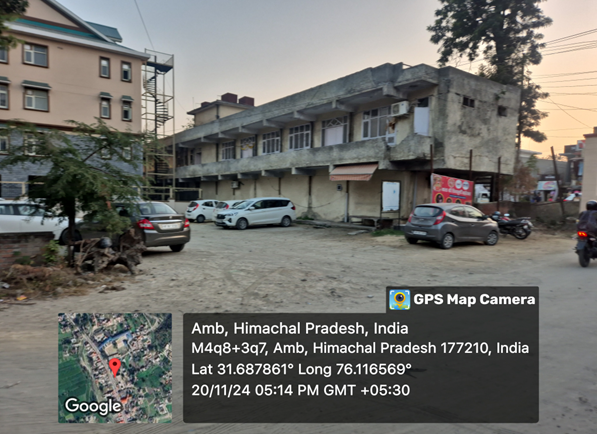 GPS Map Camera
Amb, Himachal Pradesh, India
M4q8+3q7, Amb, Himachal Pradesh 177210, India
Lat 31.687861° Long 76.116569°
20/11/24 05:14 PM GMT +05:30
Google